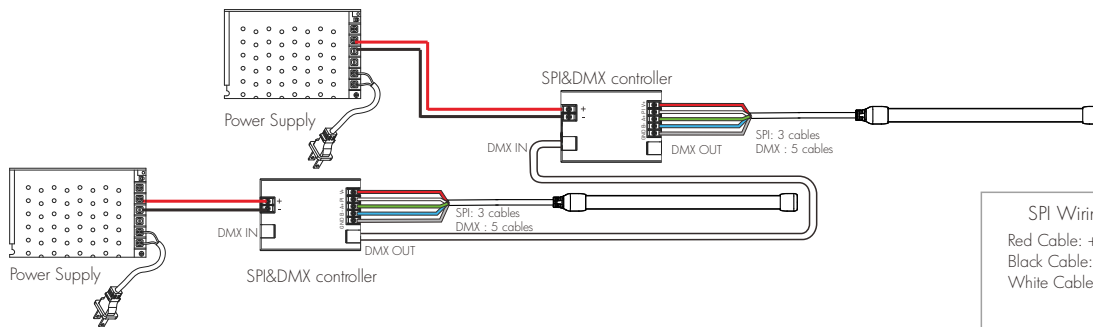 SPI&DMX controller
Power Supply
+
-
DMX IN
SPI: 3 cables
DMX : 5 cables
DMX OUT
+
-
SPI: 3 cables
DMX : 5 cables
DMX IN
DMX OUT
Power Supply
SPI&DMX controller
SPI
Red Cable: +
Black Cable:
White Cable